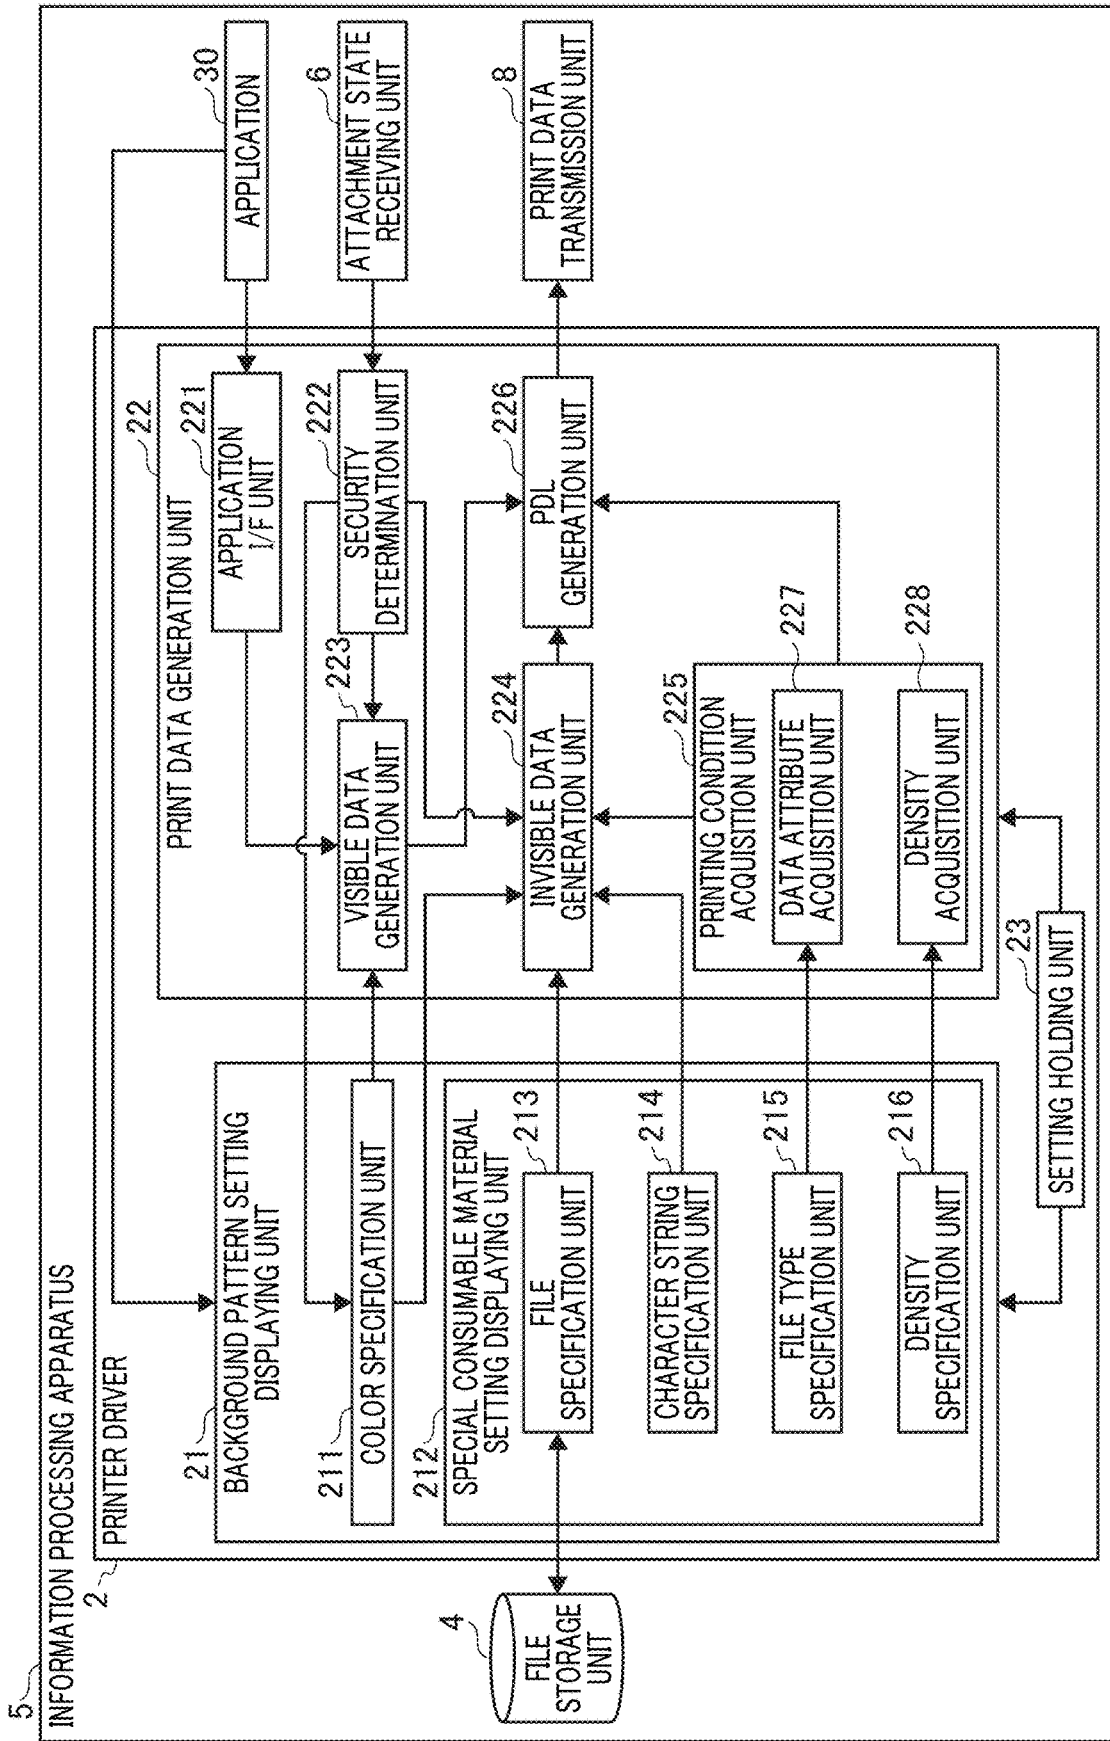 5
INFORMATION PROCESSING APPARATUS
2
PRINTER DRIVER
4
FILE
STORAGE
UNIT
21
BACKGROUND PATTERN SETTING
DISPLAYING UNIT
211
COLOR SPECIFICATION UNIT
212
SPECIAL CONSUMABLE MATERIAL
SETTING DISPLAYING UNIT
213
FILE
SPECIFICATION UNIT
214
CHARACTER STRING
SPECIFICATION UNIT
215
FILE TYPE
SPECIFICATION UNIT
216
DENSITY
SPECIFICATION UNIT
23
SETTING HOLDING UNIT
22
PRINT DATA GENERATION UNIT
221
APPLICATION
I/F UNIT
222
SECURITY
DETERMINATION UNIT
223
VISIBLE DATA
GENERATION UNIT
224
INVISIBLE DATA
GENERATION UNIT
225
PRINTING CONDITION
ACQUISITION UNIT
226
PDL
GENERATION UNIT
227
DATA ATTRIBUTE
ACQUISITION UNIT
228
DENSITY
ACQUISITION UNIT
30
APPLICATION
6
ATTACHMENT STATE
RECEIVING UNIT
8
PRINT DATA
TRANSMISSION UNIT